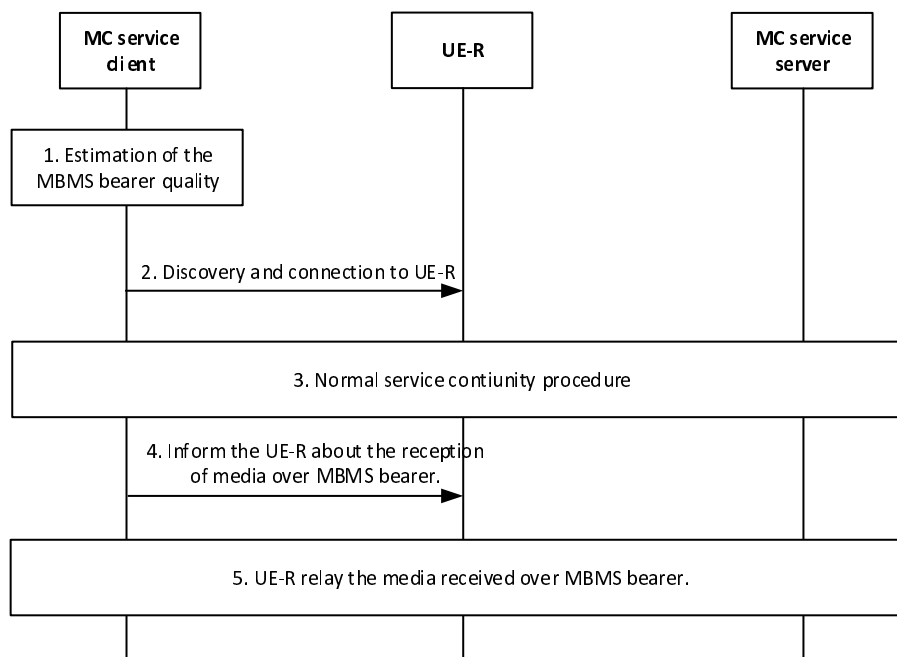 MC service
client
UE-R
MC service
server
1. Estimation of the
MBMS bearer quality
2. Discovery and connection to UE-R
3. Normal service contiunity procedure
4. Inform the UE-R about the reception
of media over MBMS bearer.
5. UE-R relay the media received over MBMS bearer.